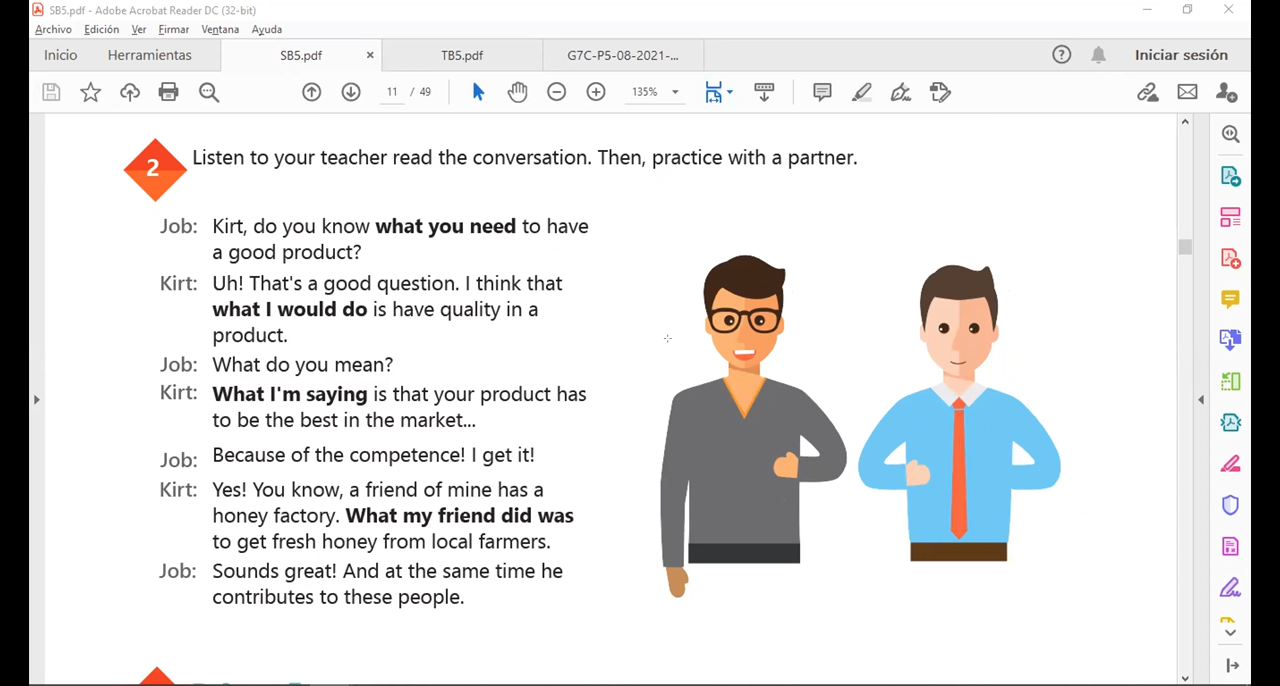 SB5.pdf - Adobe Acrobat Reader DC (32-bit)
Archivo Edición Ver Firmar Ventana Ayuda
Inicio Herramientas SB5.pdf × TB5.pdf G7C-P5-08-2021-... Iniciar sesión
11 / 49 135%
2 Listen to your teacher read the conversation. Then, practice with a partner.
Job: Kirt, do you know what you need to have
a good product?
Kirt: Uh! That's a good question. I think that
what I would do is have quality in a
product.
Job: What do you mean?
Kirt: What I'm saying is that your product has
to be the best in the market...
Job: Because of the competence! I get it!
Kirt: Yes! You know, a friend of mine has a
honey factory. What my friend did was
to get fresh honey from local farmers.
Job: Sounds great! And at the same time he
contributes to these people.